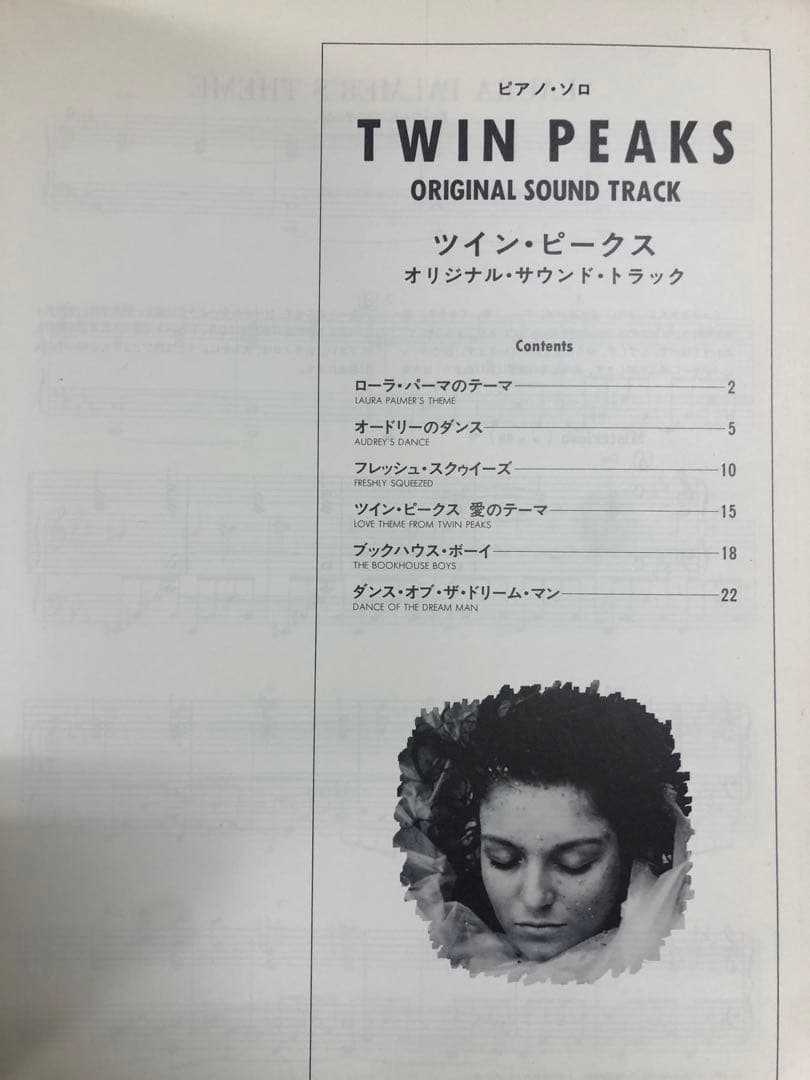 ピアノ・ソロ
TWIN PEAKS
ORIGINAL SOUND TRACK
ツイン・ピークス
オリジナル・サウンド・トラック
Contents
ローラ・パーマのテーマ 2
LAURA PALMER'S THEME
オードリーのダンス 5
AUDREY'S DANCE
フレッシュ・スクゥイーズ 10
FRESHLY SQUEEZED
ツイン・ピークス 愛のテーマ 15
LOVE THEME FROM TWIN PEAKS
ブックハウス・ボーイ 18
THE BOOKHOUSE BOYS
ダンス・オブ・ザ・ドリーム・マン 22
DANCE OF THE DREAM MAN